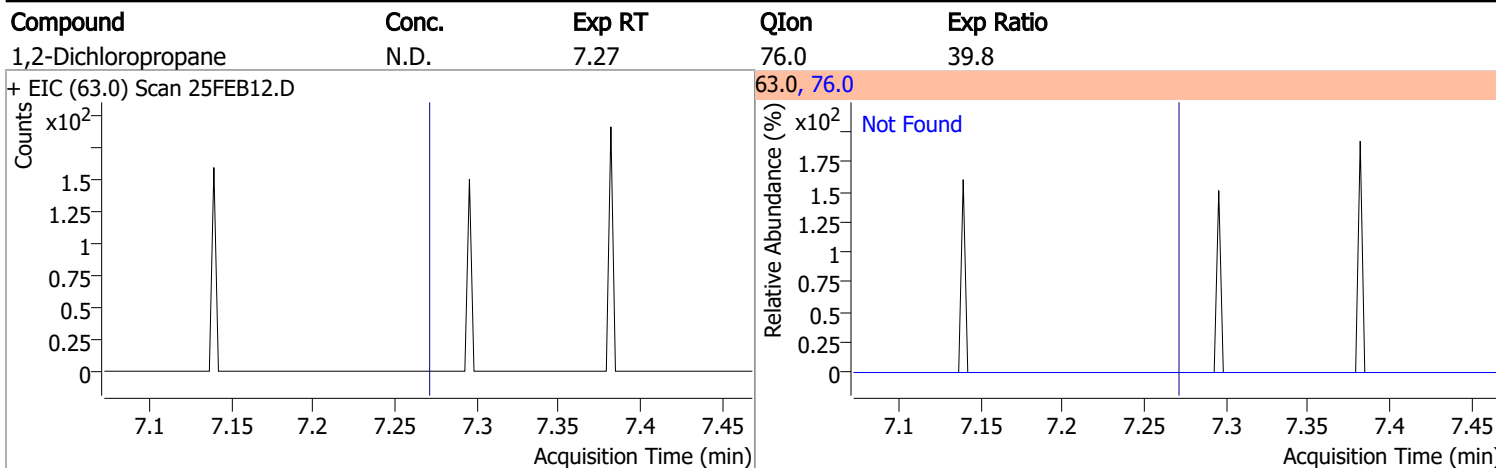 Compound Conc. Exp RT QIon Exp Ratio
1,2-Dichloropropane N.D. 7.27 76.0 39.8
+ EIC (63.0) Scan 25FEB12.D
Counts
x10²
1.5
1.25
1
0.75
0.5
0.25
0
7.1 7.15 7.2 7.25 7.3 7.35 7.4 7.45
Acquisition Time (min)
63.0, 76.0
Relative Abundance (%)
x10²
Not Found
1.75
1.5
1.25
1
0.75
0.5
0.25
0
7.1 7.15 7.2 7.25 7.3 7.35 7.4 7.45
Acquisition Time (min)